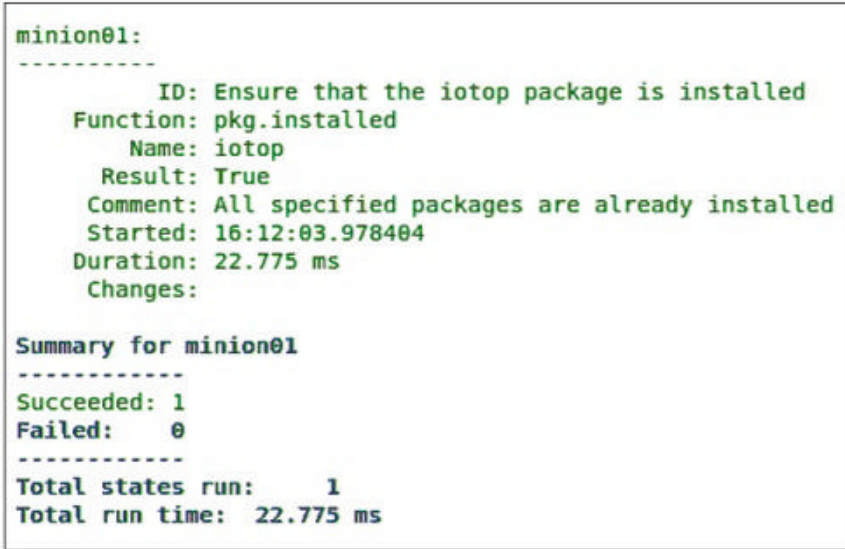 minion01:
----------
ID: Ensure that the iotop package is installed
Function: pkg.installed
Name: iotop
Result: True
Comment: All specified packages are already installed
Started: 16:12:03.978404
Duration: 22.775 ms
Changes:
Summary for minion01
------------
Succeeded: 1
Failed: 0
------------
Total states run: 1
Total run time: 22.775 ms